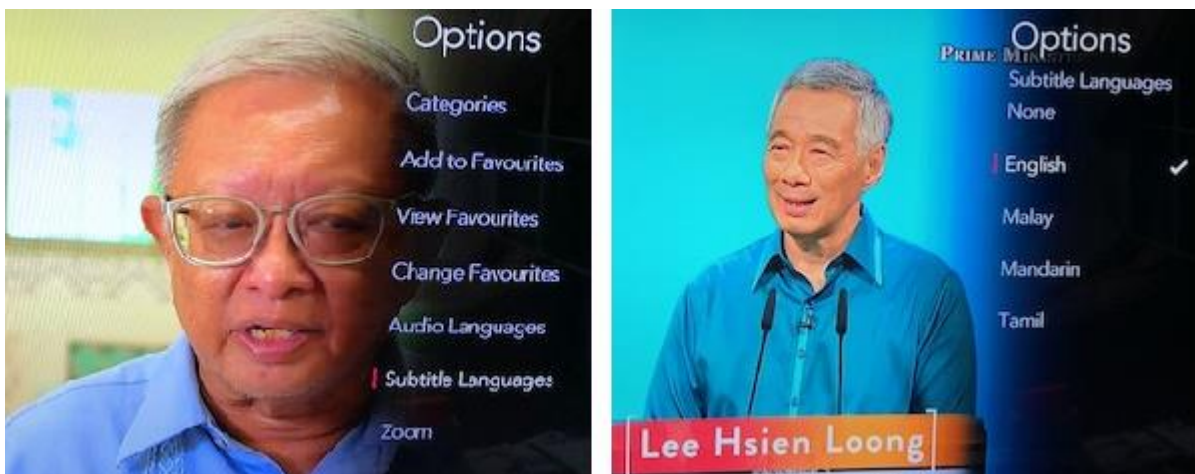 Options
Categories
Add to Favourites
View Favourites
Change Favourites
Audio Languages
Subtitle Languages
Zoom
Options
PRIME
Subtitle Languages
None
English
Malay
Mandarin
Tamil
Lee Hsien Loong